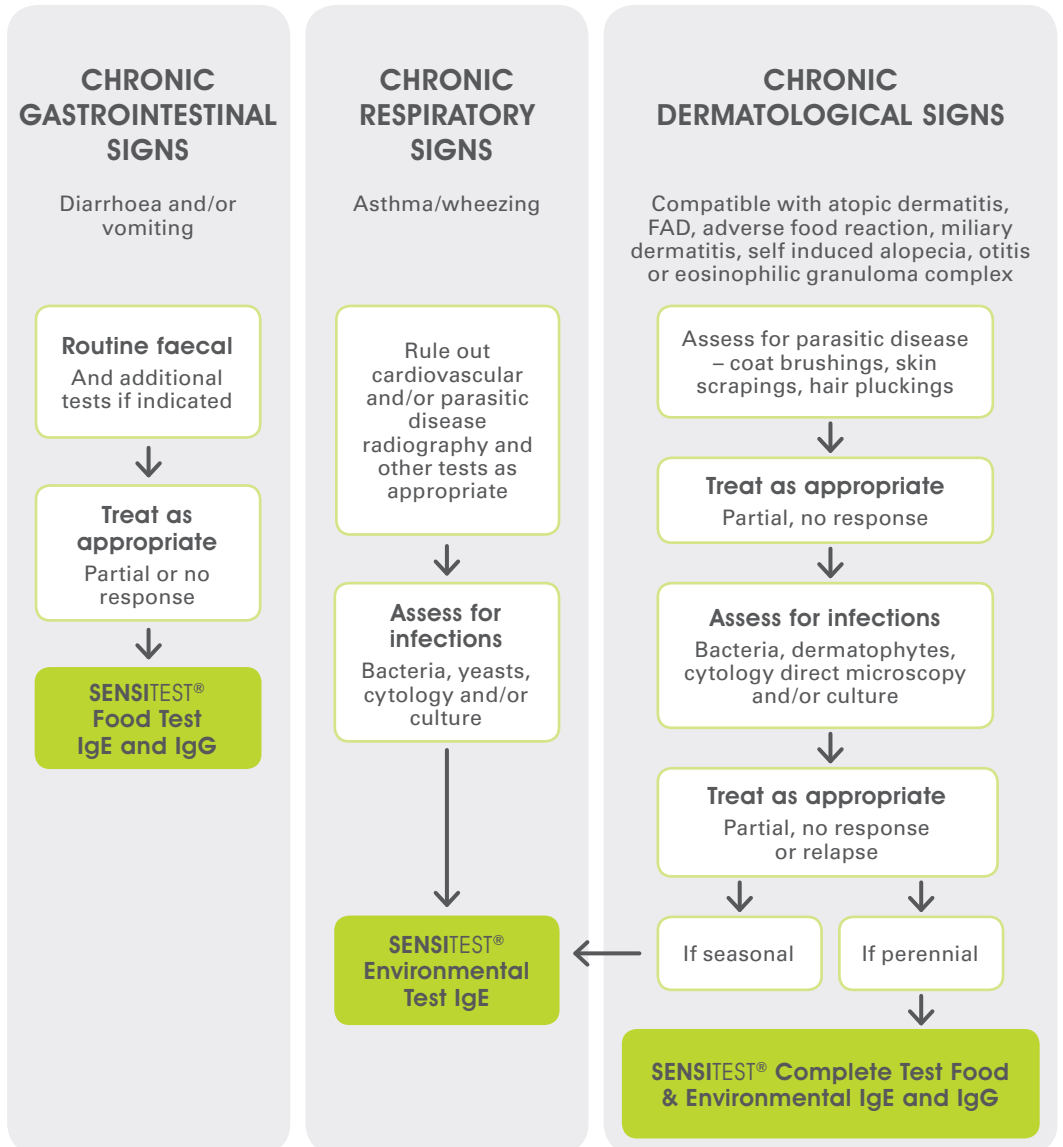 CHRONIC
GASTROINTESTINAL
SIGNS
Diarrhoea and/or
vomiting
Routine faecal
And additional
tests if indicated
Treat as
appropriate
Partial or no
response
SENSITEST®
Food Test
IgE and IgG
CHRONIC
RESPIRATORY
SIGNS
Asthma/wheezing
Rule out
cardiovascular
and/or parasitic
disease
radiography and
other tests as
appropriate
Assess for
infections
Bacteria, yeasts,
cytology and/or
culture
SENSITEST®
Environmental
Test IgE
CHRONIC
DERMATOLOGICAL SIGNS
Compatible with atopic dermatitis,
FAD, adverse food reaction, miliary
dermatitis, self induced alopecia, otitis
or eosinophilic granuloma complex
Assess for parasitic disease
– coat brushings, skin
scrapings, hair pluckings
Treat as appropriate
Partial, no response
Assess for infections
Bacteria, dermatophytes,
cytology direct microscopy
and/or culture
Treat as appropriate
Partial, no response
or relapse
If seasonal
If perennial
SENSITEST® Complete Test Food
& Environmental IgE and IgG